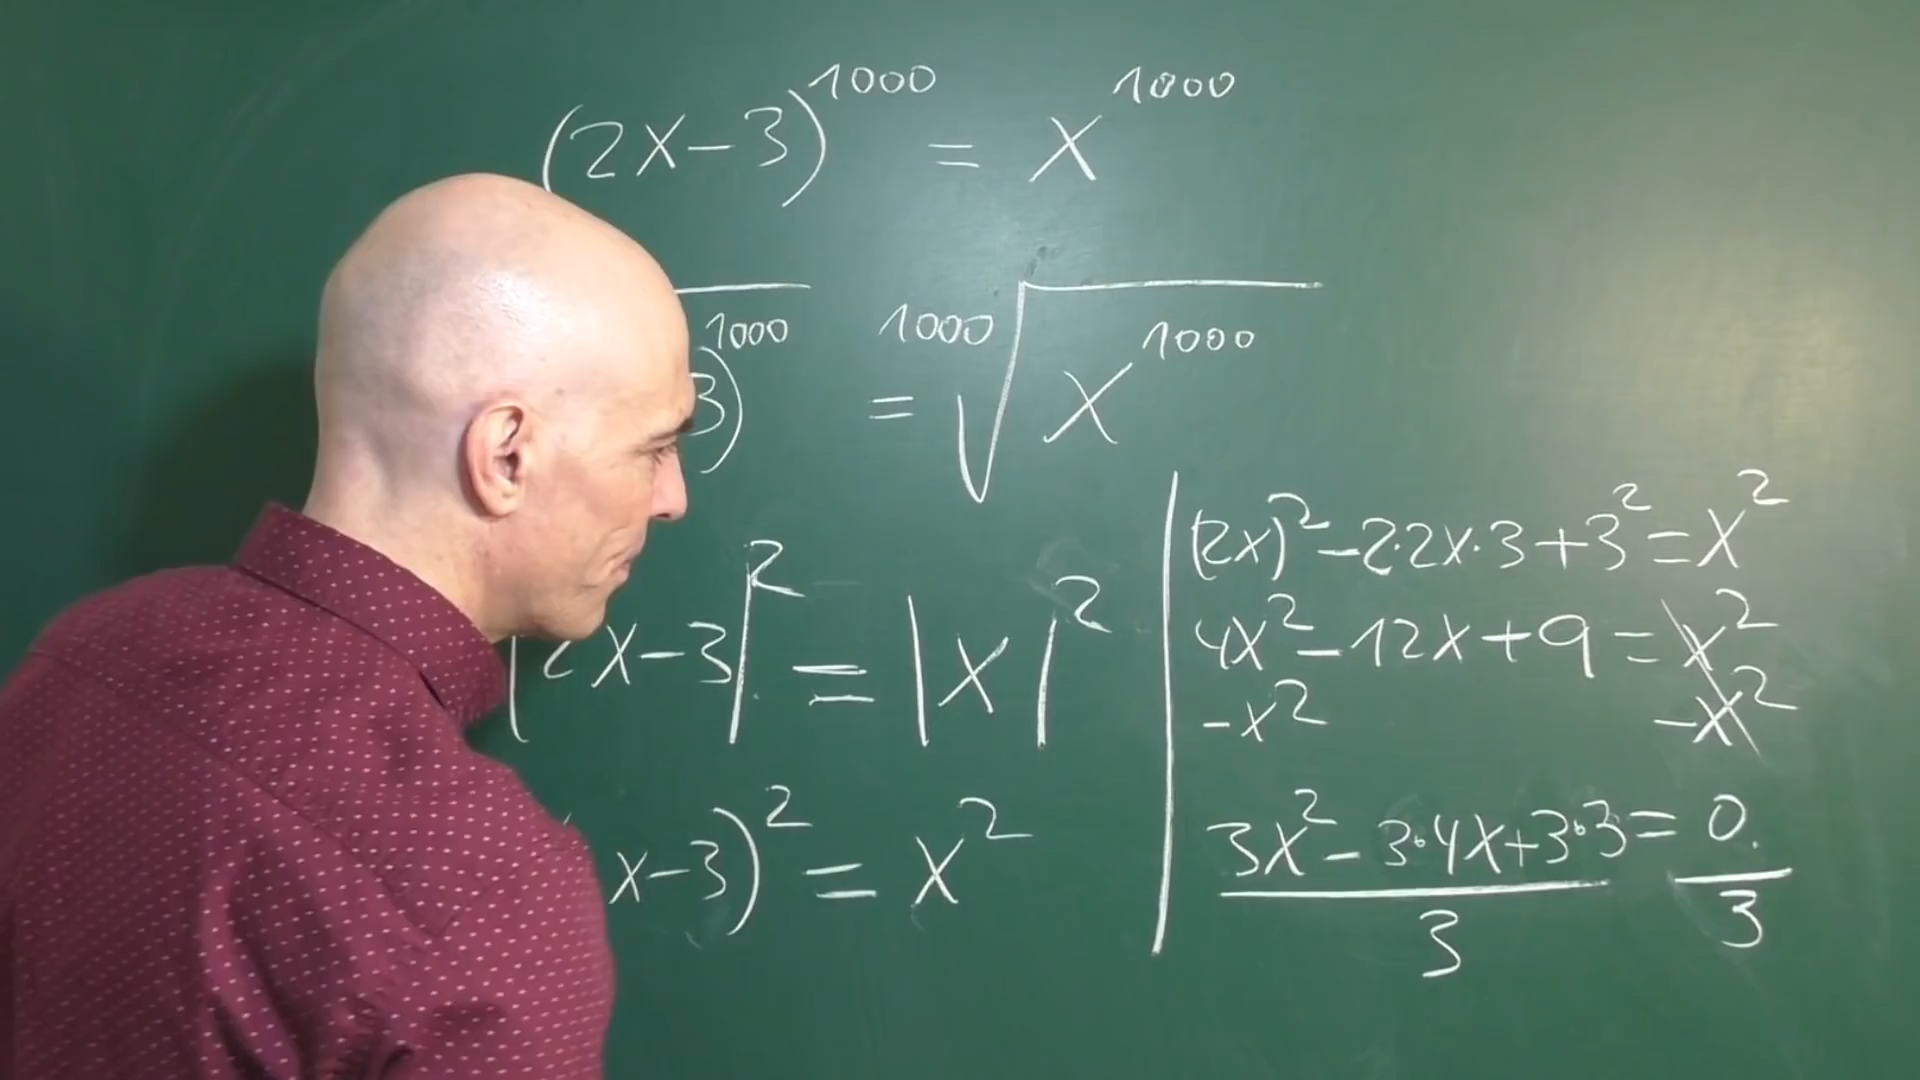 (2x-3)^1000 = x^1000
3)^1000 = ^1000√x^1000
|2x-3|^2 = |x|^2
x-3)^2 = x^2
(2x)^2-2·2x·3+3^2=x^2
4x^2-12x+9=x^2
-x^2 -x^2
3x^2-3·4x+3·3=0.
3 3